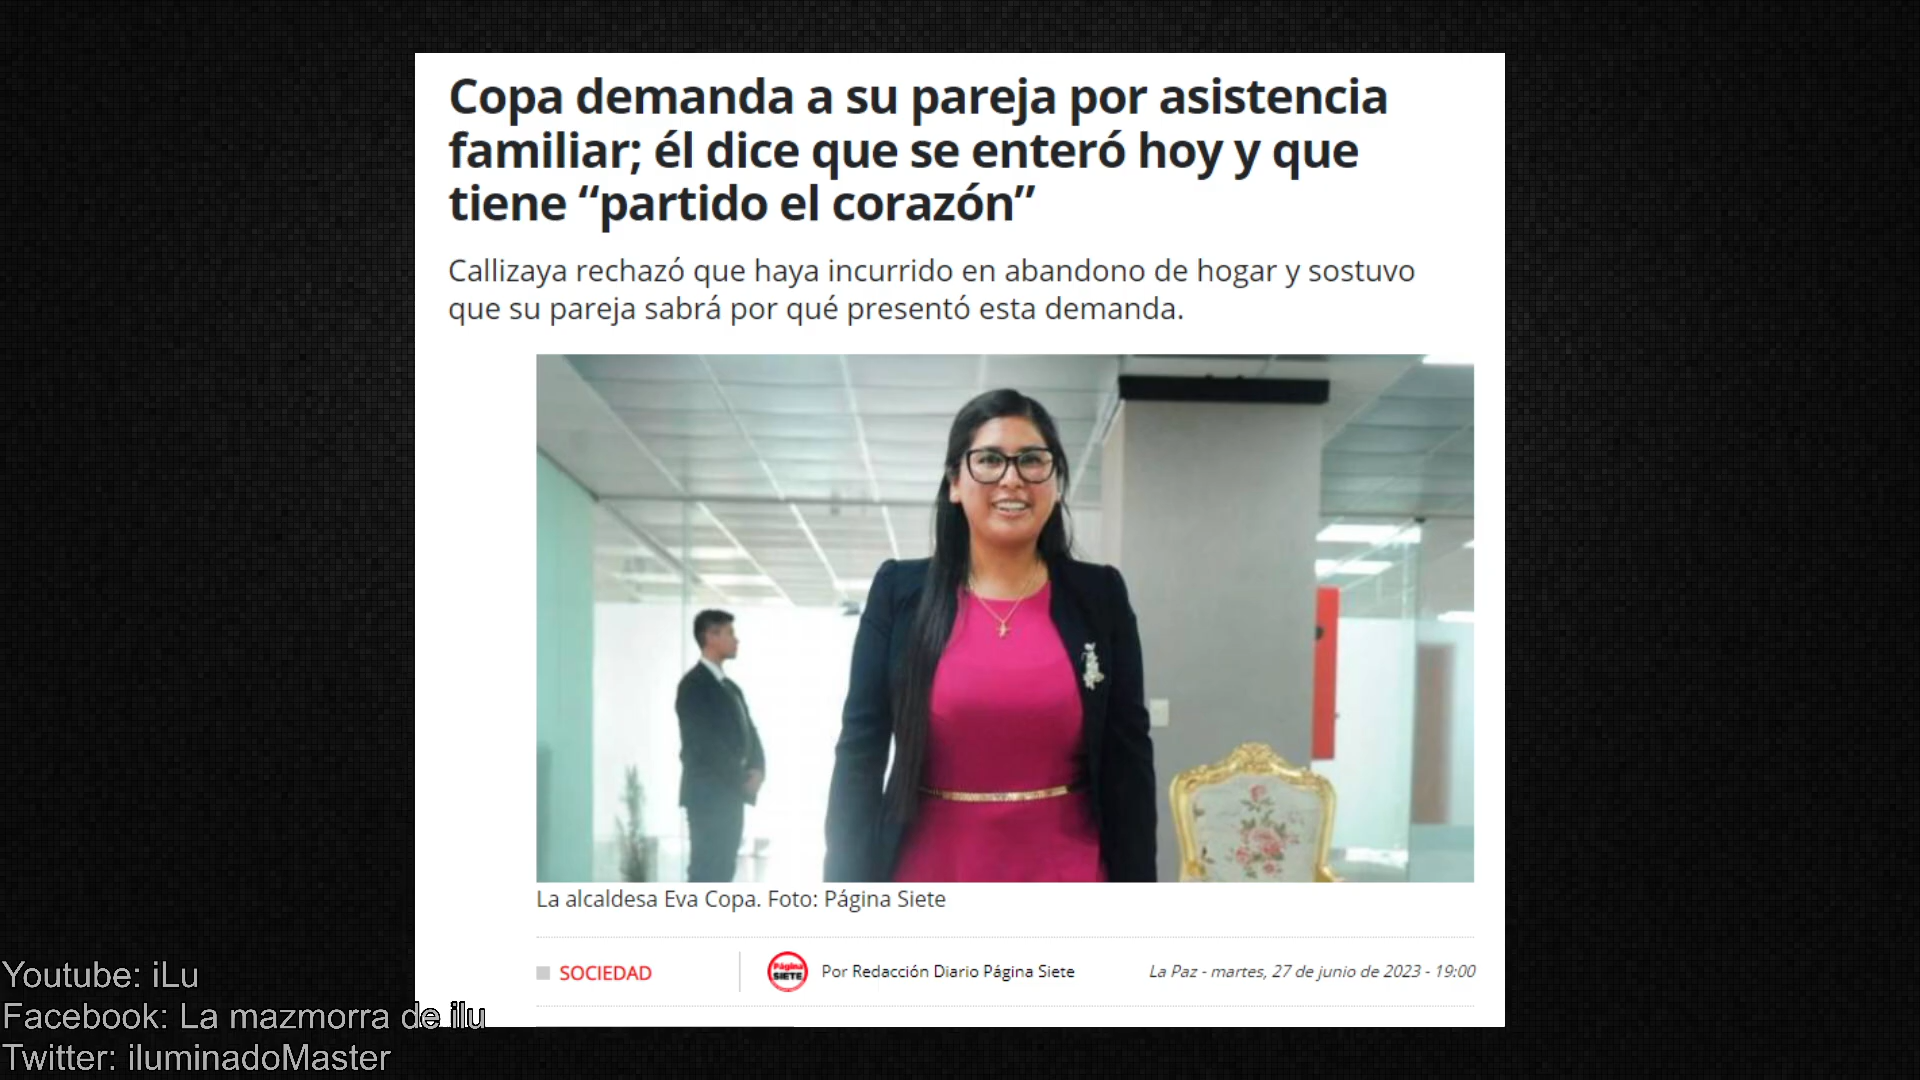 Copa demanda a su pareja por asistencia
familiar; él dice que se enteró hoy y que
tiene “partido el corazón”
Callizaya rechazó que haya incurrido en abandono de hogar y sostuvo
que su pareja sabrá por qué presentó esta demanda.
La alcaldesa Eva Copa. Foto: Página Siete
SOCIEDAD
Página
SIETE
Por Redacción Diario Página Siete
La Paz - martes, 27 de junio de 2023 - 19:00
Youtube: iLu
Facebook: La mazmorra de ilu
Twitter: iluminadoMaster